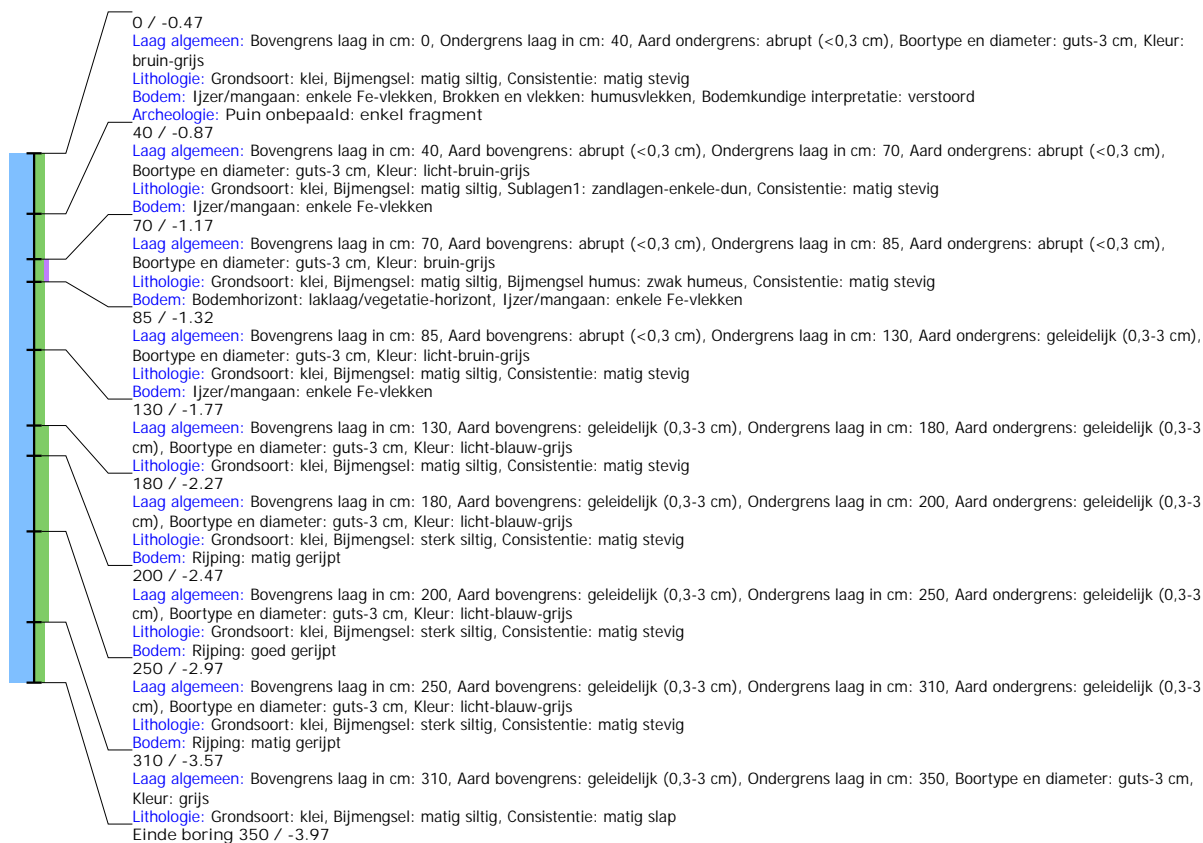 0 / -0.47
Laag algemeen: Bovengrens laag in cm: 0, Ondergrens laag in cm: 40, Aard ondergrens: abrupt (<0,3 cm), Boortype en diameter: guts-3 cm, Kleur:
bruin-grijs
Lithologie: Grondsoort: klei, Bijmengsel: matig siltig, Consistentie: matig stevig
Bodem: Ijzer/mangaan: enkele Fe-vlekken, Brokken en vlekken: humusvlekken, Bodemkundige interpretatie: verstoord
Archeologie: Puin onbepaald: enkel fragment
40 / -0.87
Laag algemeen: Bovengrens laag in cm: 40, Aard bovengrens: abrupt (<0,3 cm), Ondergrens laag in cm: 70, Aard ondergrens: abrupt (<0,3 cm),
Boortype en diameter: guts-3 cm, Kleur: licht-bruin-grijs
Lithologie: Grondsoort: klei, Bijmengsel: matig siltig, Sublagen1: zandlagen-enkele-dun, Consistentie: matig stevig
Bodem: Ijzer/mangaan: enkele Fe-vlekken
70 / -1.17
Laag algemeen: Bovengrens laag in cm: 70, Aard bovengrens: abrupt (<0,3 cm), Ondergrens laag in cm: 85, Aard ondergrens: abrupt (<0,3 cm),
Boortype en diameter: guts-3 cm, Kleur: bruin-grijs
Lithologie: Grondsoort: klei, Bijmengsel: matig siltig, Bijmengsel humus: zwak humeus, Consistentie: matig stevig
Bodem: Bodemhorizont: laklaag/vegetatie-horizont, Ijzer/mangaan: enkele Fe-vlekken
85 / -1.32
Laag algemeen: Bovengrens laag in cm: 85, Aard bovengrens: abrupt (<0,3 cm), Ondergrens laag in cm: 130, Aard ondergrens: geleidelijk (0,3-3 cm),
Boortype en diameter: guts-3 cm, Kleur: licht-bruin-grijs
Lithologie: Grondsoort: klei, Bijmengsel: matig siltig, Consistentie: matig stevig
Bodem: Ijzer/mangaan: enkele Fe-vlekken
130 / -1.77
Laag algemeen: Bovengrens laag in cm: 130, Aard bovengrens: geleidelijk (0,3-3 cm), Ondergrens laag in cm: 180, Aard ondergrens: geleidelijk (0,3-3
cm), Boortype en diameter: guts-3 cm, Kleur: licht-blauw-grijs
Lithologie: Grondsoort: klei, Bijmengsel: matig siltig, Consistentie: matig stevig
180 / -2.27
Laag algemeen: Bovengrens laag in cm: 180, Aard bovengrens: geleidelijk (0,3-3 cm), Ondergrens laag in cm: 200, Aard ondergrens: geleidelijk (0,3-3
cm), Boortype en diameter: guts-3 cm, Kleur: licht-blauw-grijs
Lithologie: Grondsoort: klei, Bijmengsel: sterk siltig, Consistentie: matig stevig
Bodem: Rijping: matig gerijpt
200 / -2.47
Laag algemeen: Bovengrens laag in cm: 200, Aard bovengrens: geleidelijk (0,3-3 cm), Ondergrens laag in cm: 250, Aard ondergrens: geleidelijk (0,3-3
cm), Boortype en diameter: guts-3 cm, Kleur: licht-blauw-grijs
Lithologie: Grondsoort: klei, Bijmengsel: sterk siltig, Consistentie: matig stevig
Bodem: Rijping: goed gerijpt
250 / -2.97
Laag algemeen: Bovengrens laag in cm: 250, Aard bovengrens: geleidelijk (0,3-3 cm), Ondergrens laag in cm: 310, Aard ondergrens: geleidelijk (0,3-3
cm), Boortype en diameter: guts-3 cm, Kleur: licht-blauw-grijs
Lithologie: Grondsoort: klei, Bijmengsel: sterk siltig, Consistentie: matig stevig
Bodem: Rijping: matig gerijpt
310 / -3.57
Laag algemeen: Bovengrens laag in cm: 310, Aard bovengrens: geleidelijk (0,3-3 cm), Ondergrens laag in cm: 350, Boortype en diameter: guts-3 cm,
Kleur: grijs
Lithologie: Grondsoort: klei, Bijmengsel: matig siltig, Consistentie: matig slap
Einde boring 350 / -3.97